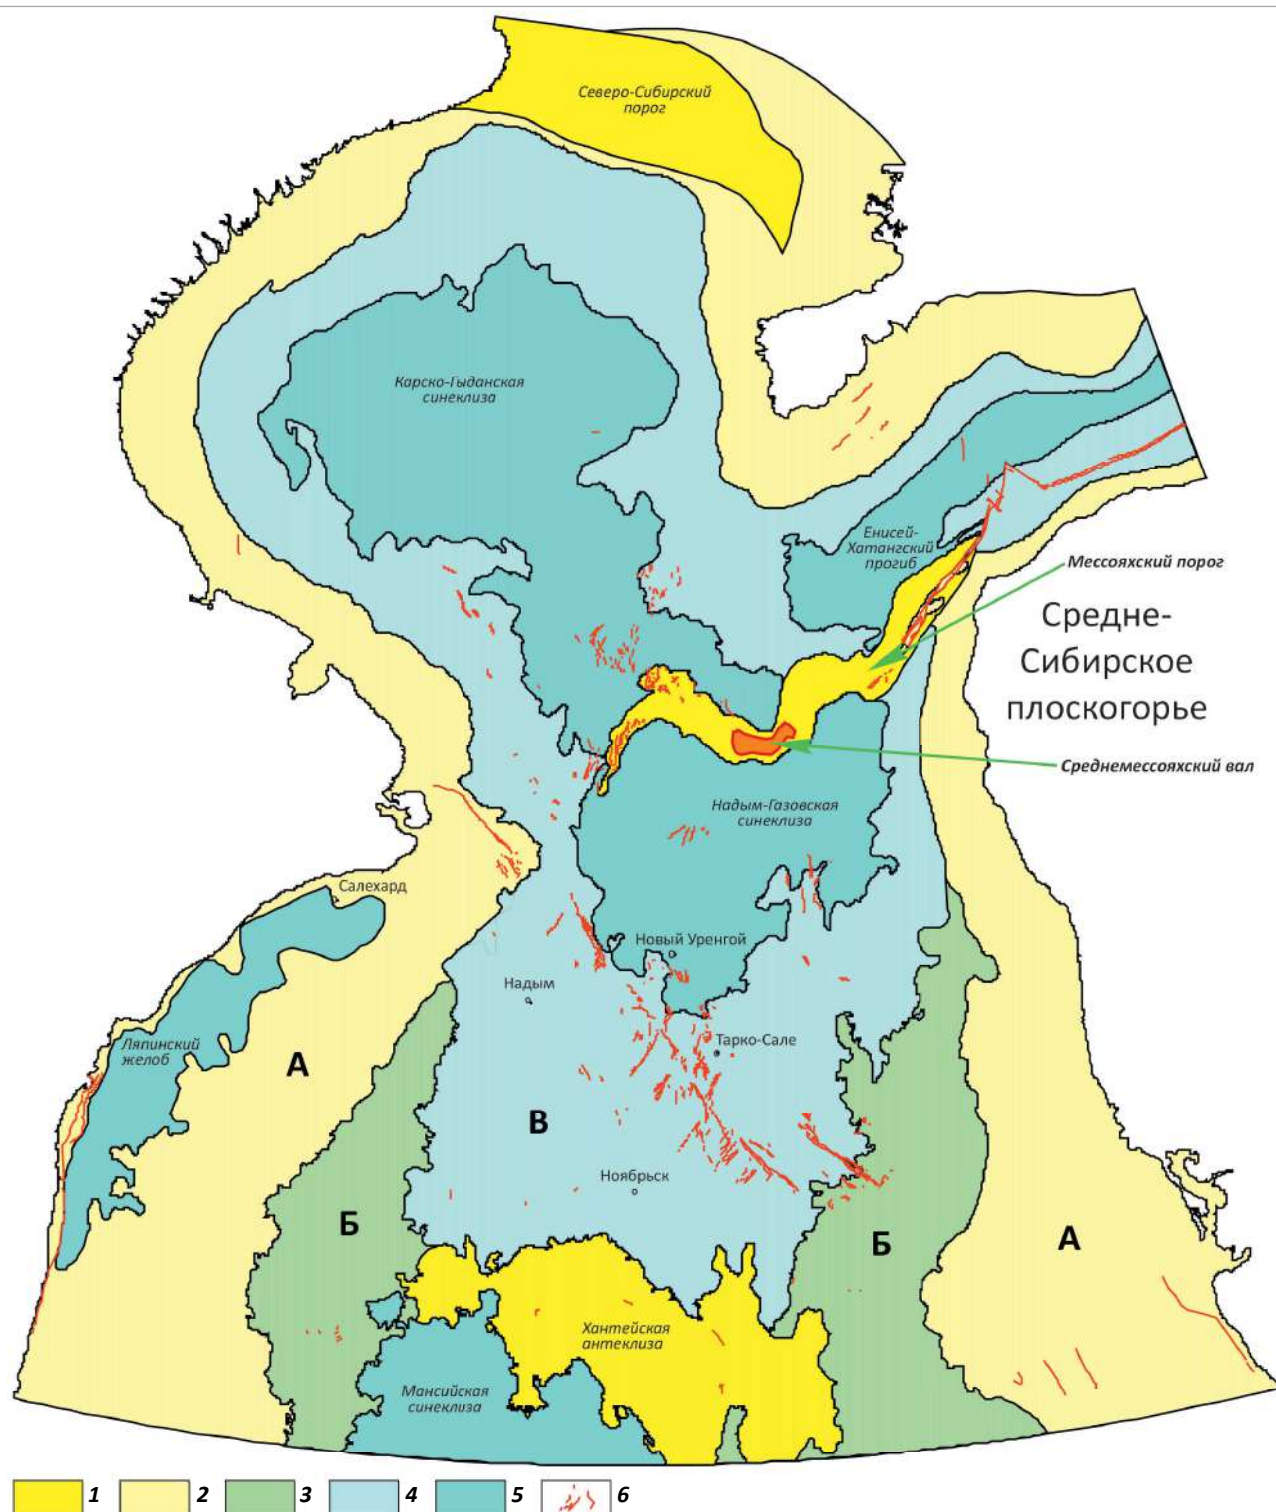 Северо-Сибирский
порог
Карско-Гыданская
синеклиза
Енисей-
Хатангский
прогиб
Мессояхский порог
Средне-
Сибирское
плоскогорье
Среднемессояхский вал
Надым-Газовская
синеклиза
Салехард
Новый Уренгой
Надым
Ляпинский
желоб
Тарко-Сале
А
В
Ноябрьск
Б
Б
А
Хантейская
антеклиза
Мансийская
синеклиза
1 2 3 4 5 6